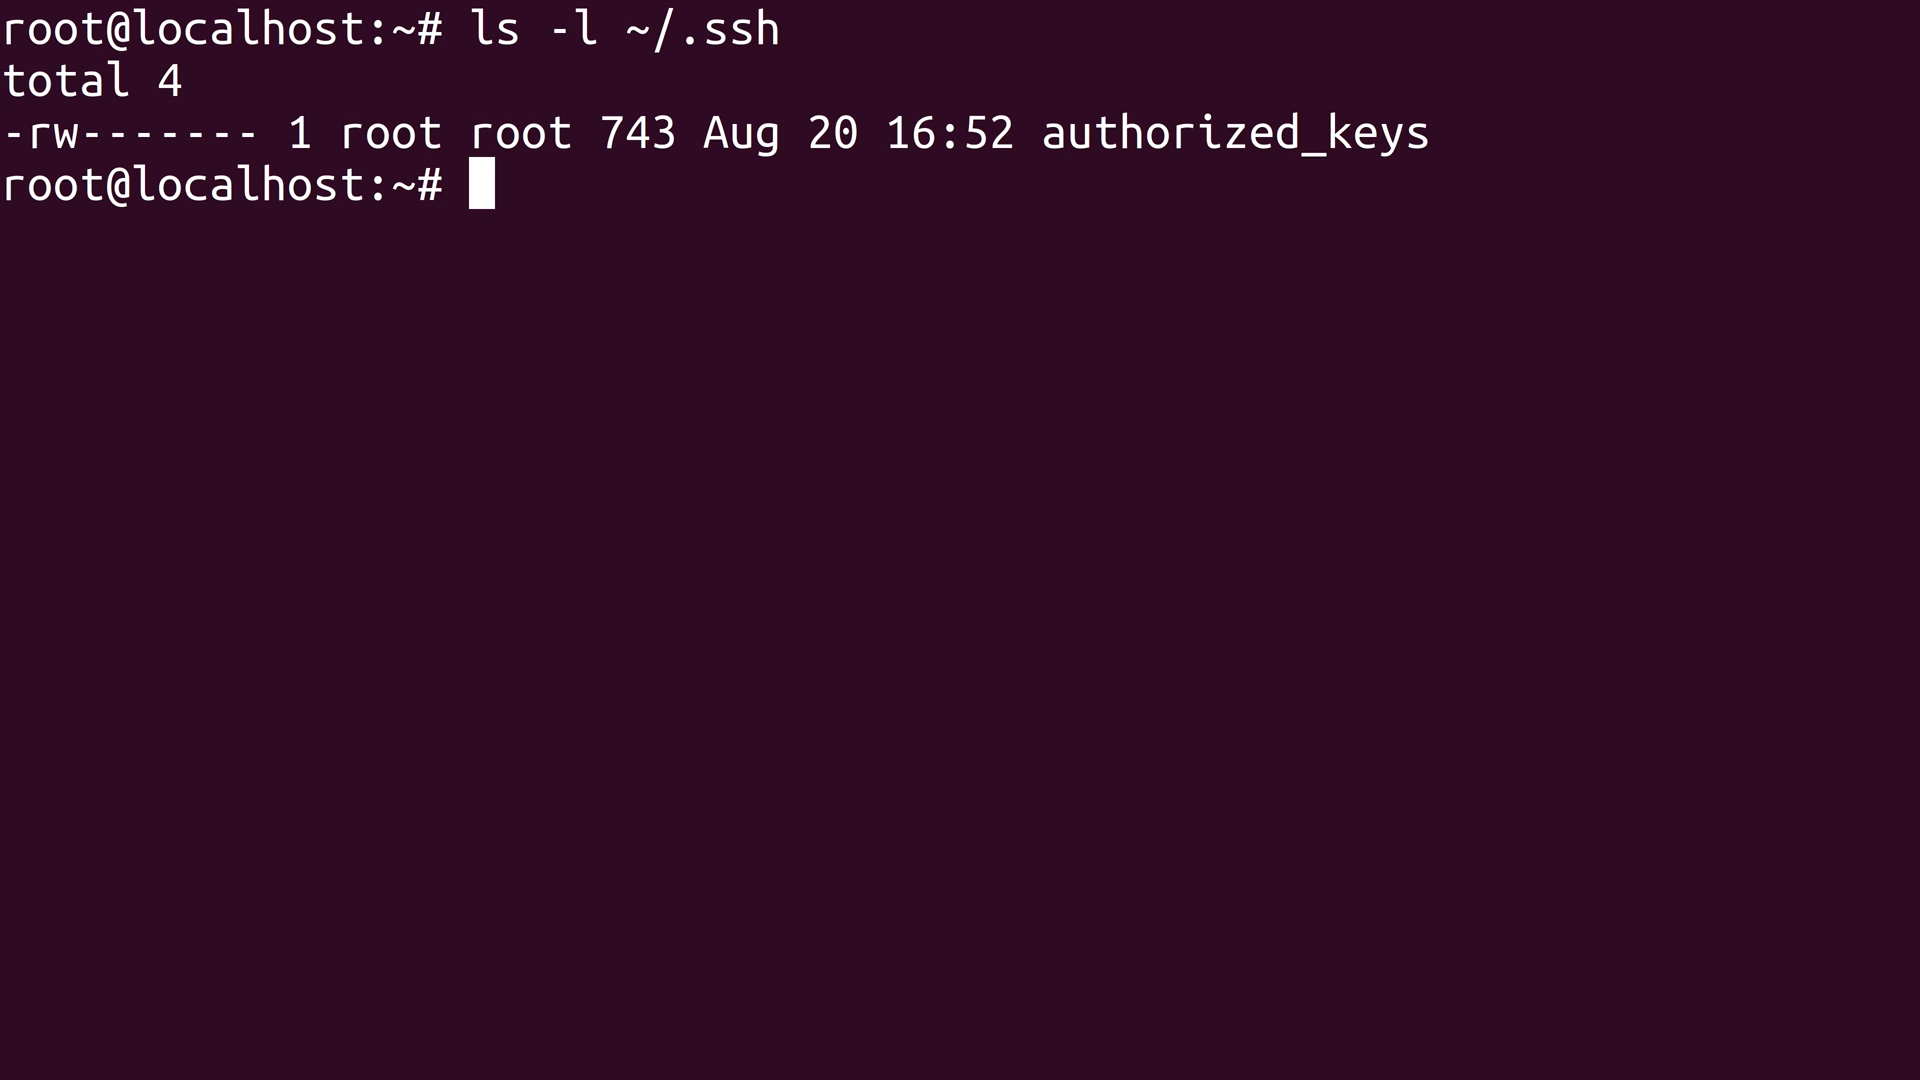 root@localhost:~# ls -l ~/.ssh
total 4
-rw------- 1 root root 743 Aug 20 16:52 authorized_keys
root@localhost:~#